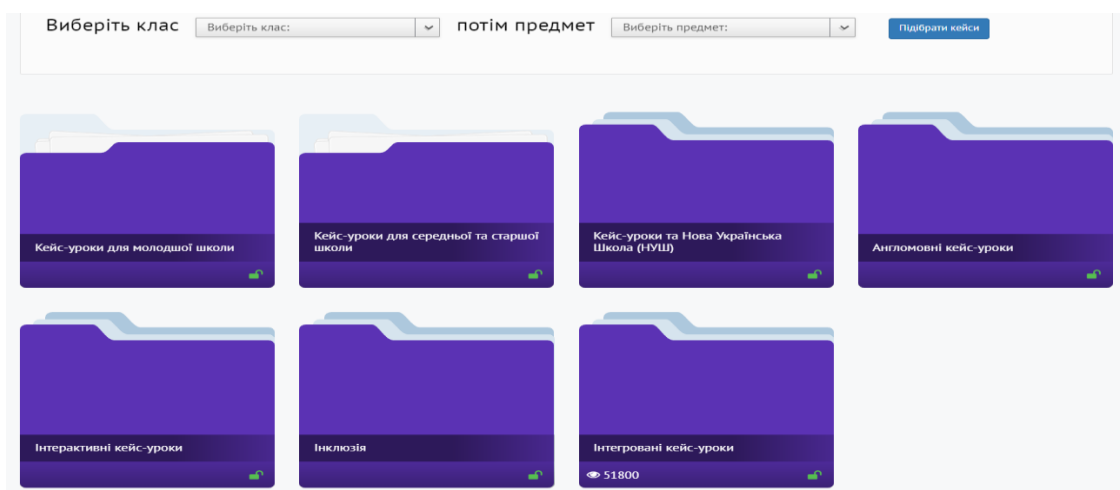 Виберіть клас Виберіть клас: потім предмет Виберіть предмет: Підібрати кейси
Кейс-уроки для молодшої школи
Кейс-уроки для середньої та старшої
школи
Кейс-уроки та Нова Українська
Школа (НУШ)
Англомовні кейс-уроки
Інтерактивні кейс-уроки
Інклюзія
Інтегровані кейс-уроки
51800